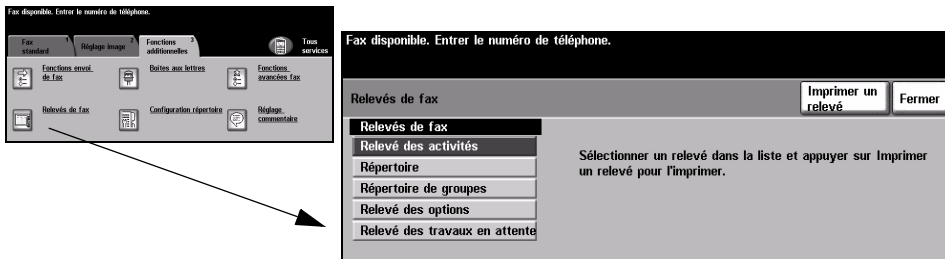 Fax disponible. Entrer le numéro de téléphone.
Fax standard 1
Réglage image 2
Fonctions additionnelles 3
Tous services
Fonctions envoi de fax
Boîtes aux lettres
Fonctions avancées fax
Relevés de fax
Configuration répertoire
Réglage commentaire
Fax disponible. Entrer le numéro de téléphone.
Relevés de fax
Imprimer un relevé
Fermer
Relevés de fax
Relevé des activités
Répertoire
Répertoire de groupes
Relevé des options
Relevé des travaux en attente
Sélectionner un relevé dans la liste et appuyer sur Imprimer
un relevé pour l'imprimer.